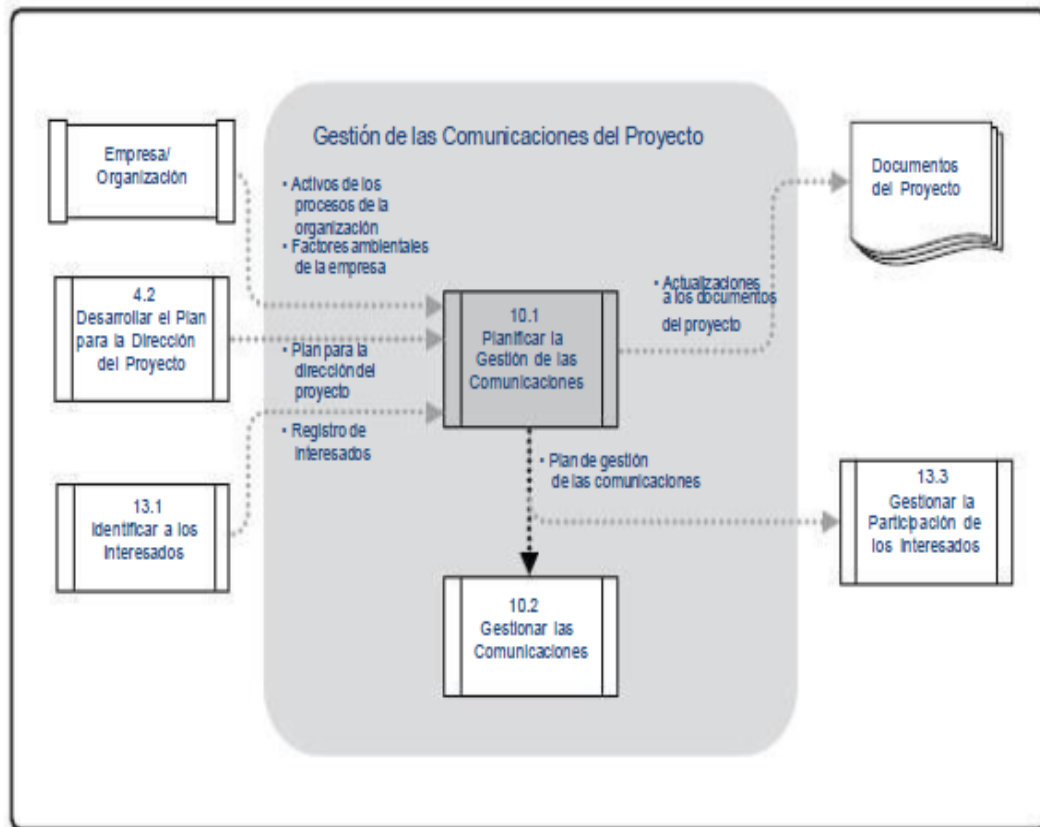 Gestión de las Comunicaciones del Proyecto
Empresa/
Organización
• Activos de los
procesos de la
organización
• Factores ambientales
de la empresa
Documentos
del Proyecto
4.2
Desarrollar el Plan
para la Dirección
del Proyecto
• Plan para la
dirección del
proyecto
10.1
Planificar la
Gestión de las
Comunicaciones
• Actualizaciones
a los documentos
del proyecto
• Registro de
interesados
13.1
Identificar a los
Interesados
• Plan de gestión
de las comunicaciones
13.3
Gestionar la
Participación de
los Interesados
10.2
Gestionar las
Comunicaciones